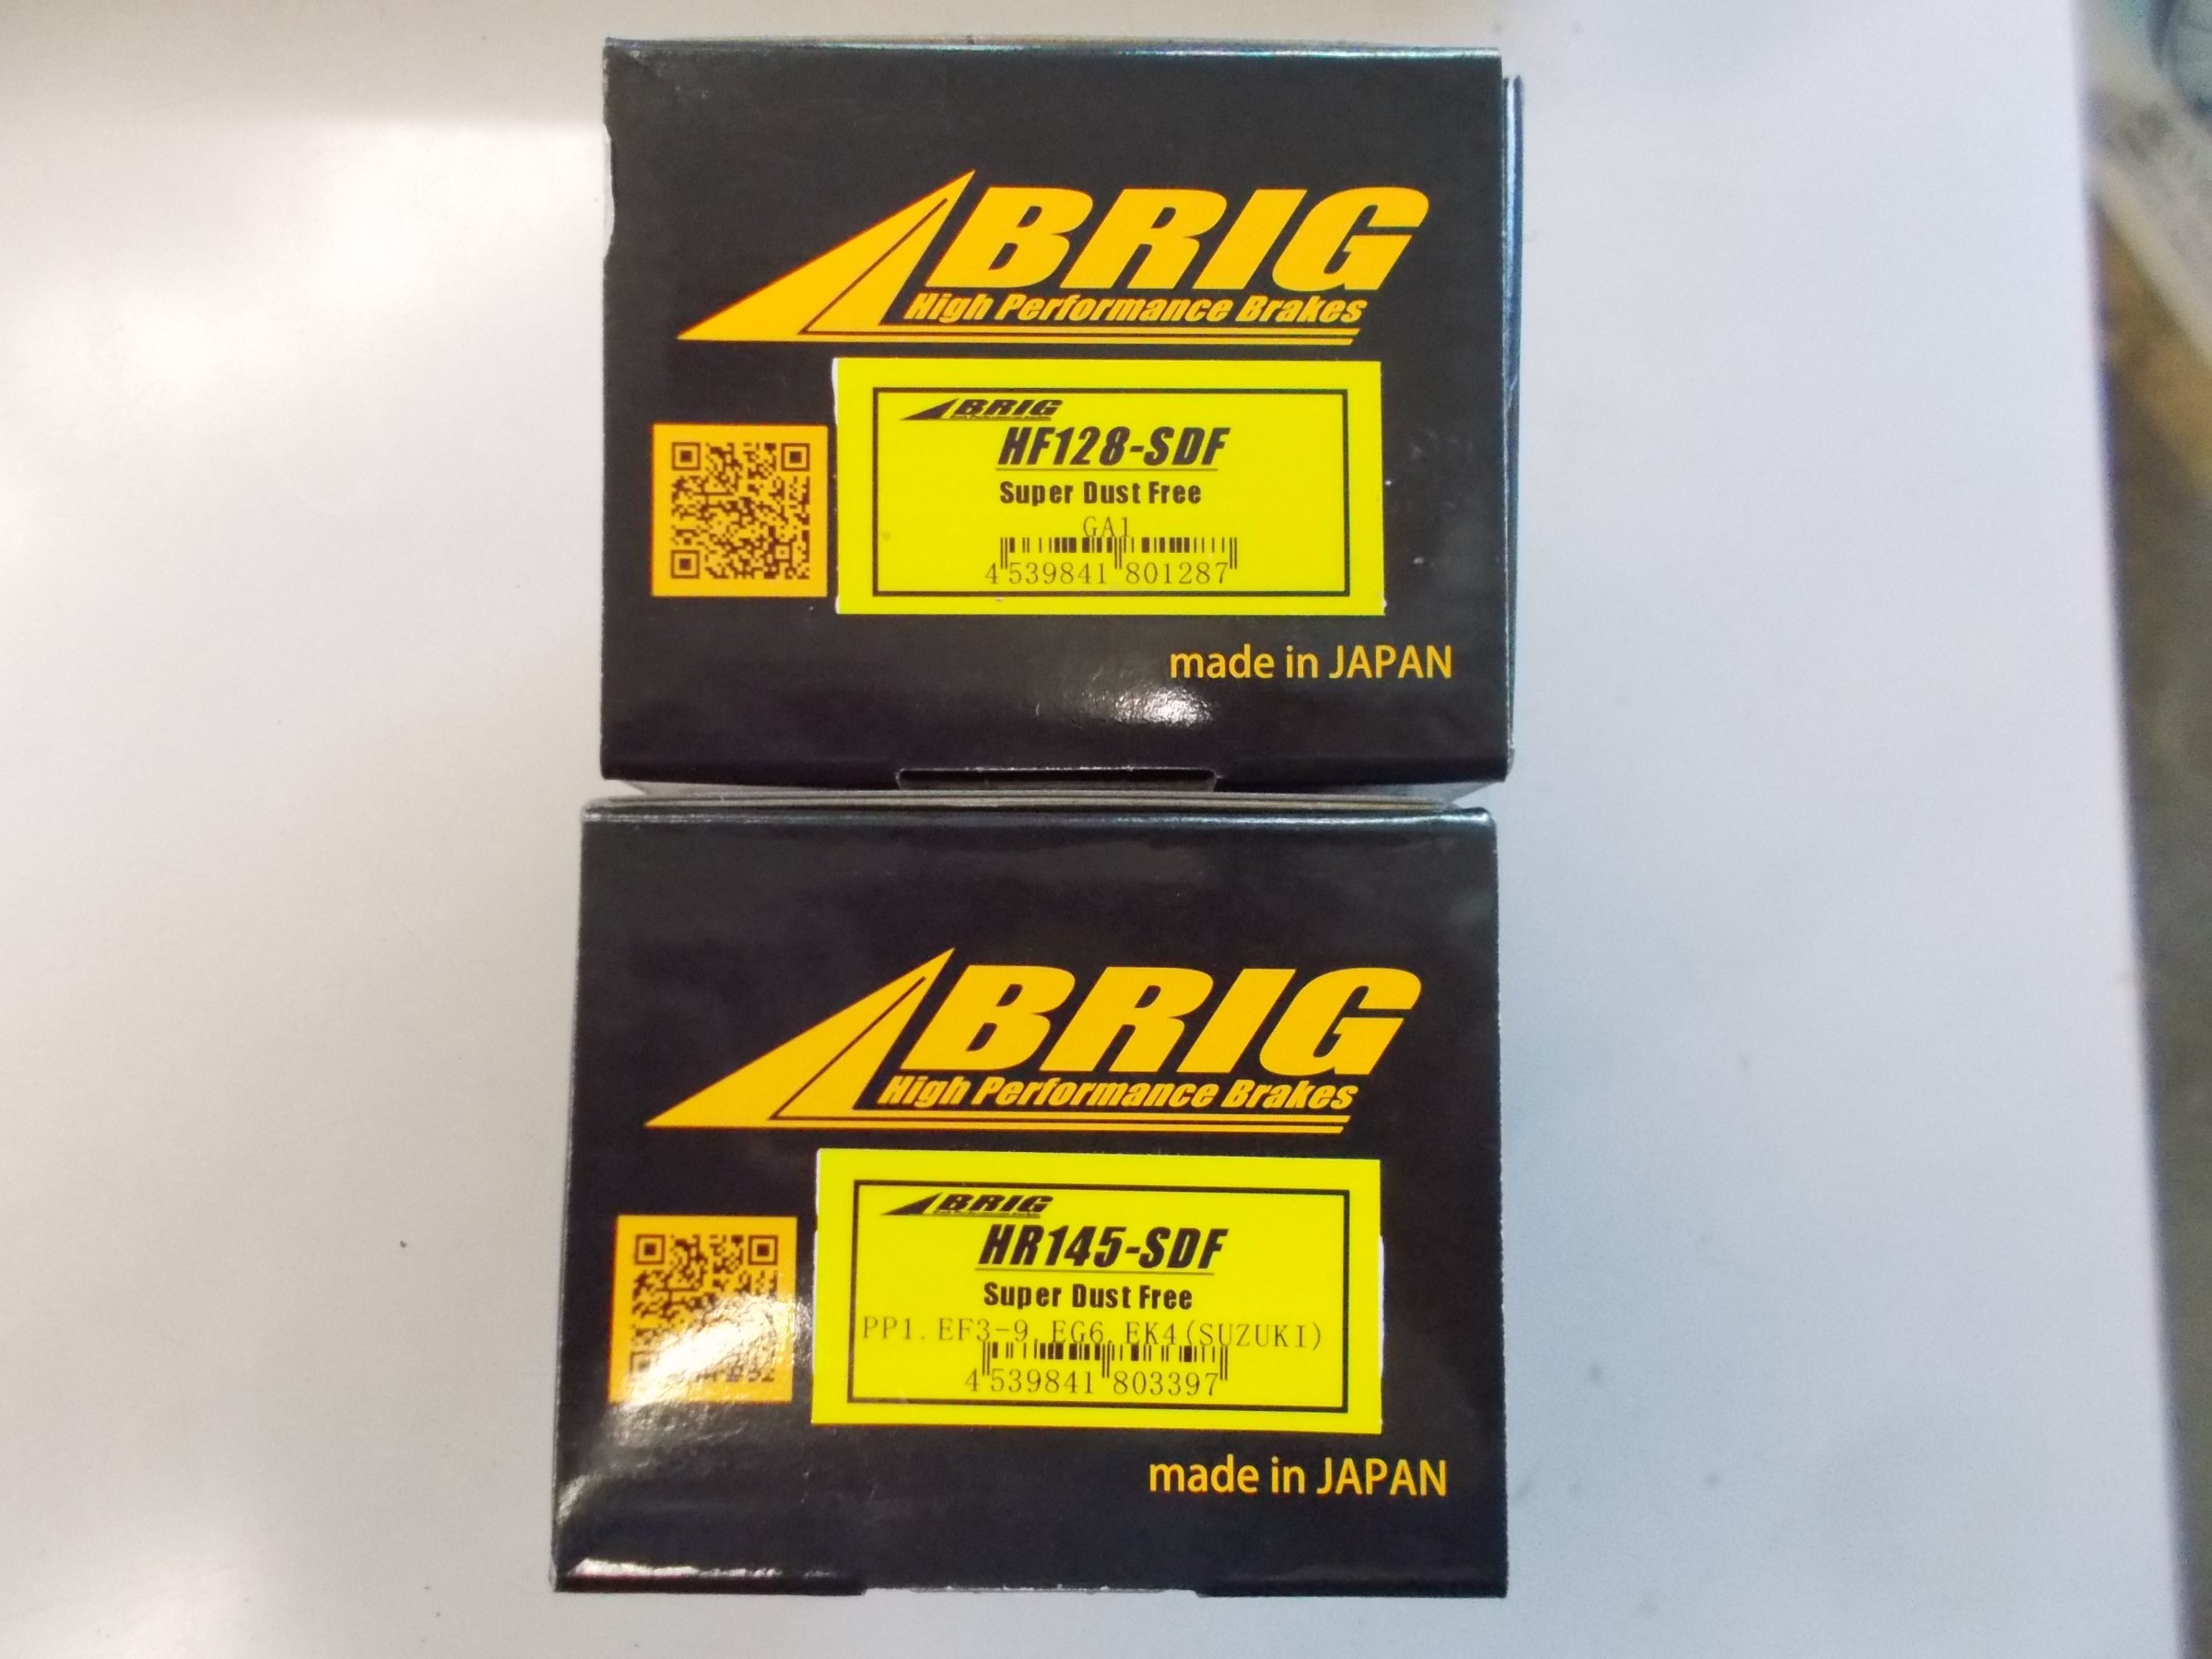 BRIG
High Performance Brakes
BRIG
HF128-SDF
Super Dust Free
GA1
4 539841 801287
made in JAPAN
BRIG
High Performance Brakes
BRIG
HR145-SDF
Super Dust Free
PP1.EF3-9.EG6.EK4(SUZUKI)
4 539841 803397
made in JAPAN